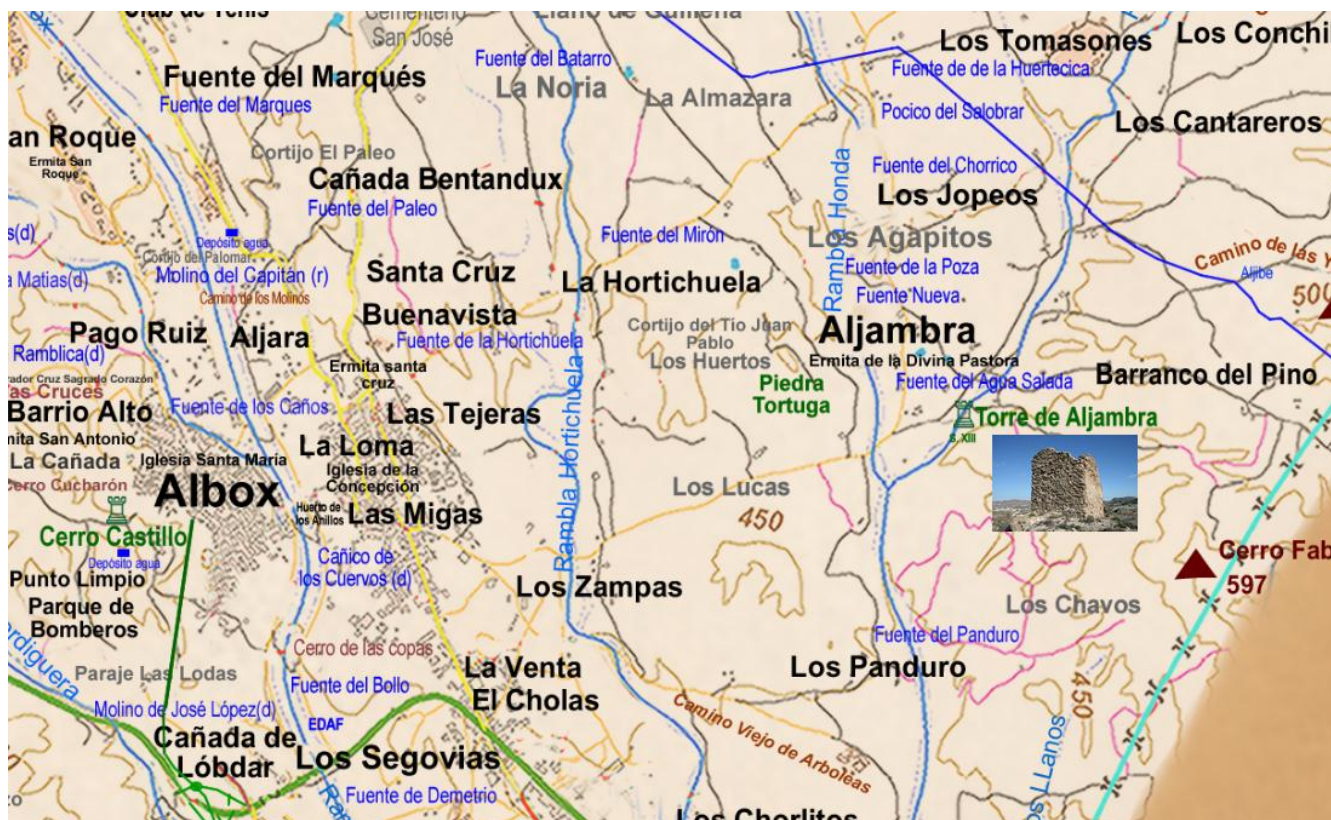 Club de Tenis
Cementerio
San José
Llano de Guillena
Los Tomasones
Los Conchi
Fuente del Batarro
Fuente de de la Huertecica
Fuente del Marqués
Fuente del Marques
La Noria
La Almazara
Pocico del Salobrar
Los Cantareros
an Roque
Ermita San
Roque
Cortijo El Paleo
Cañada Bentandux
Fuente del Paleo
Fuente del Chorrico
Los Jopeos
Rambla Honda
s(d)
Depósito agua
Cortijo del Palomar
Fuente del Mirón
Los Agapitos
Camino de las Y
a Matias(d)
Molino del Capitán (r)
Camino de los Molinos
Santa Cruz
La Hortichuela
Fuente de la Poza
Aljibe
Fuente Nueva
500
Pago Ruiz
Aljara
Buenavista
Fuente de la Hortichuela
Cortijo del Tío Juan
Pablo
Los Huertos
Aljambra
Ermita de la Divina Pastora
Ramblica(d)
Ermita santa
cruz
Rambla Hortichuela
Piedra
Tortuga
Fuente del Agua Salada
Barranco del Pino
rador Cruz Sagrado Corazón
as Cruces
Barrio Alto
Fuente de los Caños
Las Tejeras
Torre de Aljambra
S. XIII
mita San Antonio
La Cañada
Iglesia Santa María
La Loma
Iglesia de la
Concepción
erro Cucharón
Albox
Huerto de
los Anillos
Las Migas
Los Lucas
450
Cerro Castillo
Depósito agua
Cañico de
los Cuervos (d)
Cerro Fab
597
Punto Limpio
Parque de
Bomberos
Los Zampas
Los Chavos
ordiguera
Cerro de las copas
Fuente del Panduro
Paraje Las Lodas
Fuente del Bollo
La Venta
El Cholas
Los Panduro
450
Molino de José López(d)
EDAF
Camino Viejo de Arboleas
Cañada de
Lóbdar
Los Segovias
os Llanos
Fuente de Demetrio
Los Chorlitos